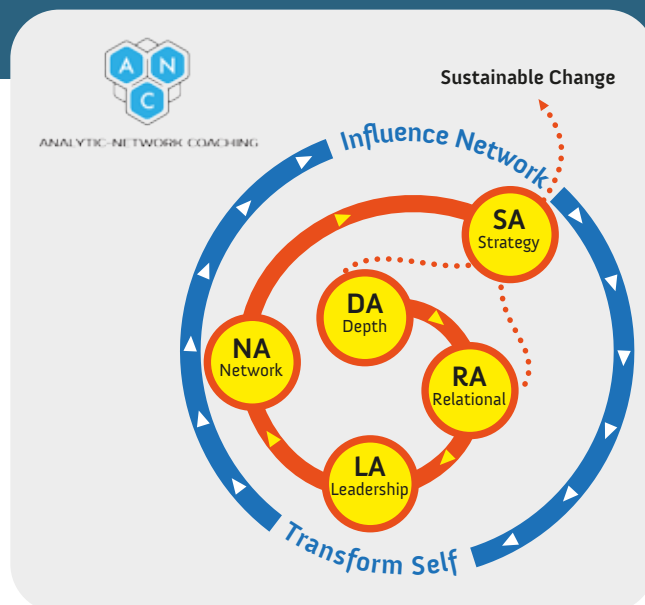 A N
C
ANALYTIC-NETWORK COACHING
Sustainable Change
Influence Network
SA
Strategy
DA
Depth
NA
Network
RA
Relational
LA
Leadership
Transform Self